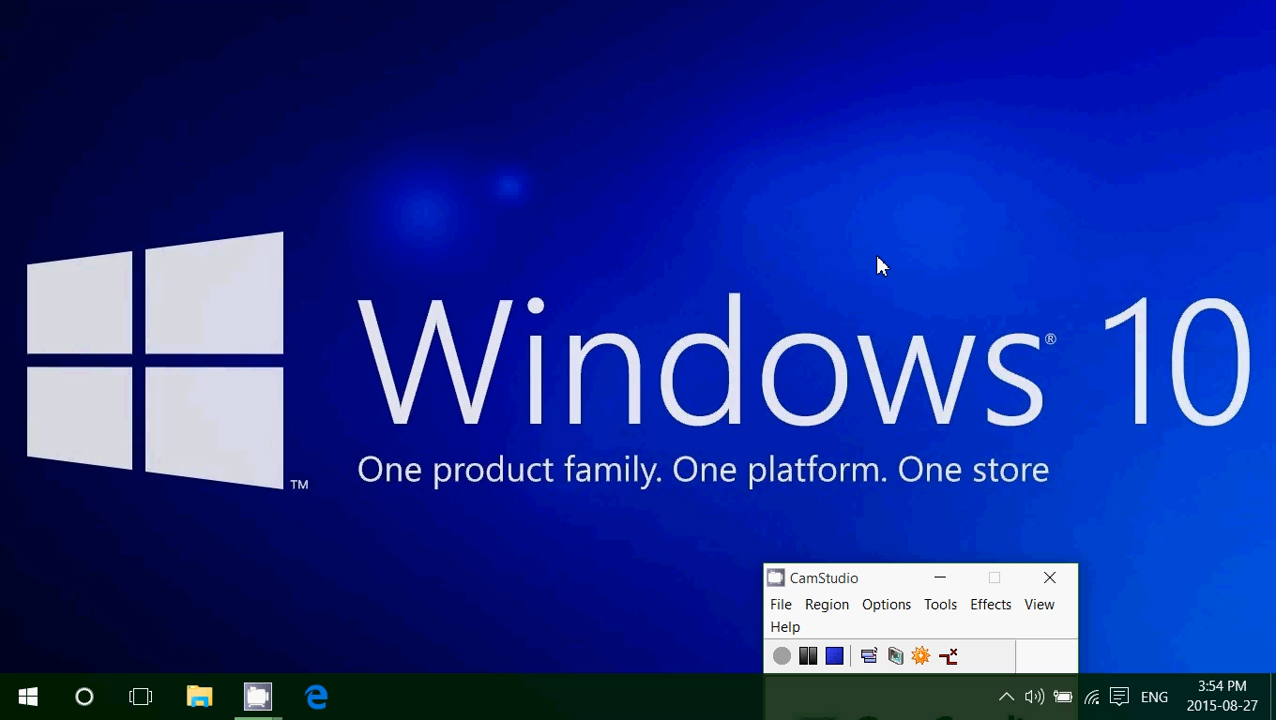 Windows® 10
One product family. One platform. One store
TM
CamStudio
File Region Options Tools Effects View
Help
ENG
3:54 PM
2015-08-27